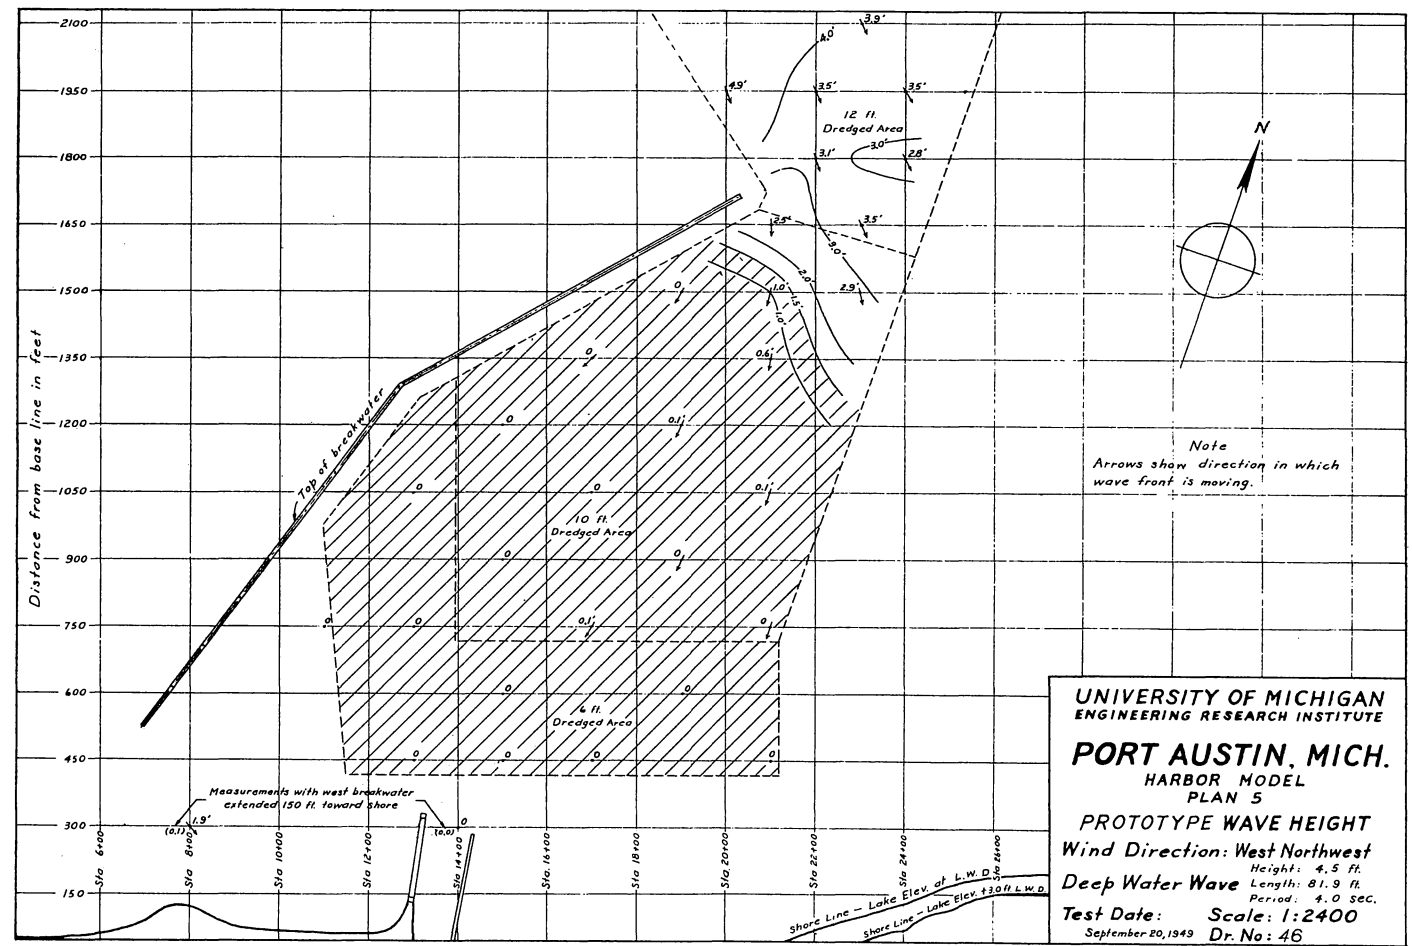 2100
1950
1800
1650
1500
1350
1200
1050
900
750
600
450
300
150
Distance from base line in feet
3.9'
4.0'
4.9'
3.5'
3.5'
12 ft.
Dredged Area
3.1'
3.0'
2.8'
2.5'
3.5'
3.0'
2.0'
0
1.0'
1.5'
2.9'
1.0'
0
0.6'
Top of breakwater
0
0.1'
0
0
0.1'
10 ft.
Dredged Area
0
0
0
0
0.1'
0
0
0
6 ft.
Dredged Area
0
0
0
0
Measurements with west breakwater
extended 150 ft. toward shore
(0.1)
1.9'
(0.0)
0
Sta 6+00
Sta 8+00
Sta 10+00
Sta 12+00
Sta 14+00
Sta 16+00
Sta 18+00
Sta 20+00
Sta 22+00
Sta 24+00
Sta 26+00
Shore Line - Lake Elev. at L.W.D.
Shore Line - Lake Elev. +3.0 ft. L.W.D.
N
Note
Arrows show direction in which
wave front is moving.
UNIVERSITY OF MICHIGAN
ENGINEERING RESEARCH INSTITUTE
PORT AUSTIN, MICH.
HARBOR MODEL
PLAN 5
PROTOTYPE WAVE HEIGHT
Wind Direction: West Northwest
Deep Water Wave
Height: 4.5 ft.
Length: 81.9 ft.
Period: 4.0 sec.
Test Date: Scale: 1:2400
September 20, 1949 Dr. No: 46